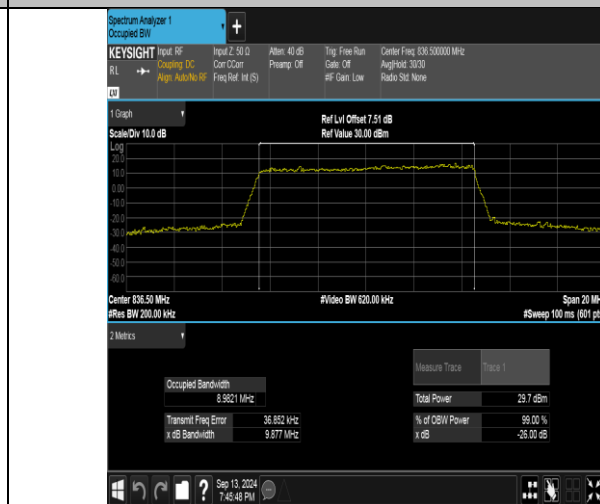 Spectrum Analyzer 1
Occupied BW
+
KEYSIGHT Input: RF Input Z: 50 Ω Atten: 40 dB Trig: Free Run Center Freq: 836.500000 MHz
RL Coupling: DC Corr CCorr Preamp: Off Gate: Off Avg|Hold: 30/30
Align: Auto/No RF Freq Ref: Int (S) #IF Gain: Low Radio Std: None
LXI
1 Graph
Ref Lvl Offset 7.51 dB
Scale/Div 10.0 dB Ref Value 30.00 dBm
Log
20.0
10.0
0.00
-10.0
-20.0
-30.0
-40.0
-50.0
-60.0
Center 836.50 MHz #Video BW 620.00 kHz Span 20 MH
#Res BW 200.00 kHz #Sweep 100 ms (601 pt
2 Metrics
Measure Trace Trace 1
Occupied Bandwidth
8.9821 MHz Total Power 29.7 dBm
Transmit Freq Error 36.852 kHz % of OBW Power 99.00 %
x dB Bandwidth 9.877 MHz x dB -26.00 dB
? Sep 13, 2024
7:45:48 PM